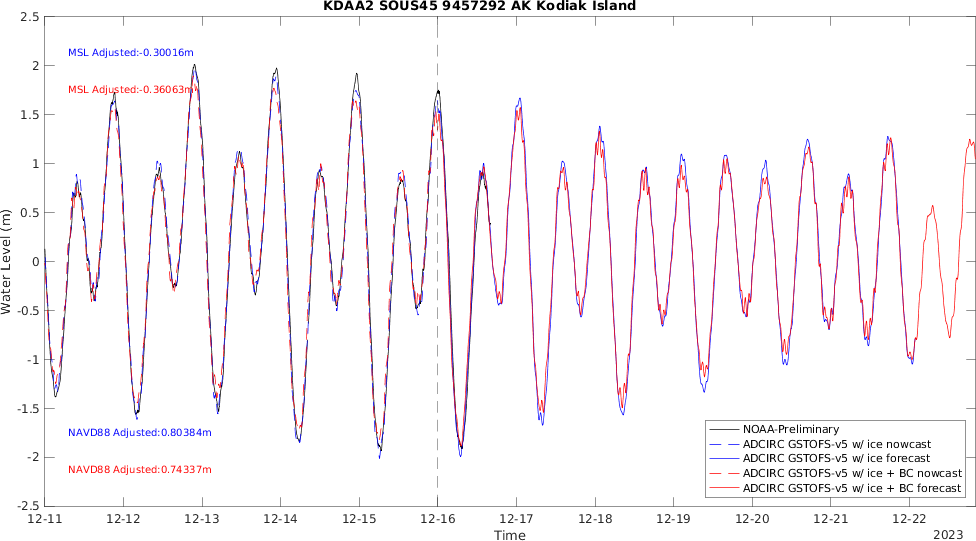 KDAA2 SOUS45 9457292 AK Kodiak Island
Water Level (m)
2.5
2
1.5
1
0.5
0
-0.5
-1
-1.5
-2
-2.5
MSL Adjusted:-0.30016m
MSL Adjusted:-0.36063m
NAVD88 Adjusted:0.80384m
NAVD88 Adjusted:0.74337m
NOAA-Preliminary
ADCIRC GSTOFS-v5 w/ ice nowcast
ADCIRC GSTOFS-v5 w/ ice forecast
ADCIRC GSTOFS-v5 w/ ice + BC nowcast
ADCIRC GSTOFS-v5 w/ ice + BC forecast
12-11 12-12 12-13 12-14 12-15 12-16 12-17 12-18 12-19 12-20 12-21 12-22
Time
2023